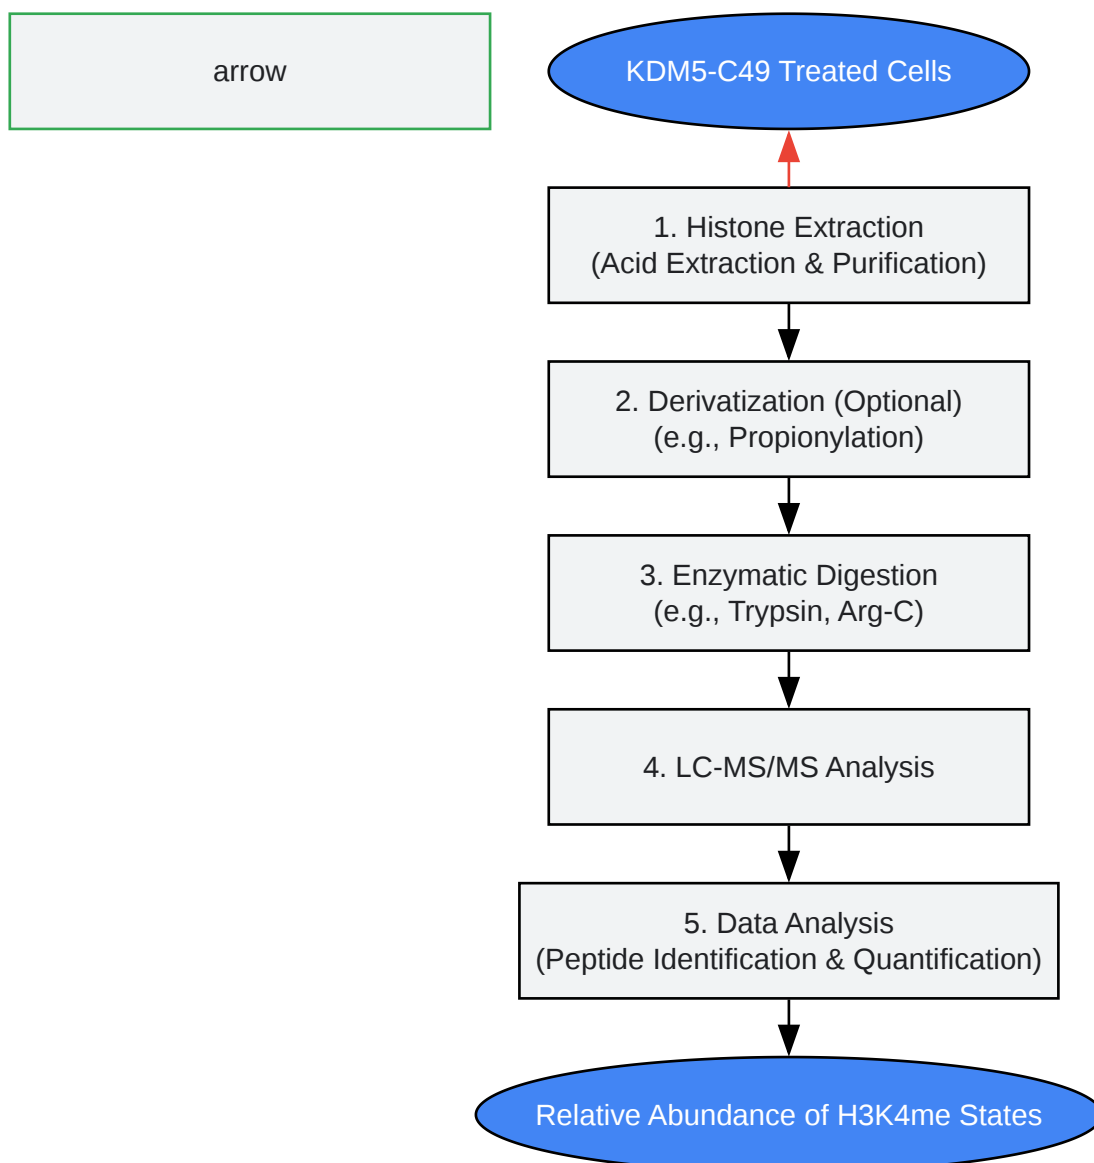 arrow
KDM5-C49 Treated Cells
1. Histone Extraction
(Acid Extraction & Purification)
2. Derivatization (Optional)
(e.g., Propionylation)
3. Enzymatic Digestion
(e.g., Trypsin, Arg-C)
4. LC-MS/MS Analysis
5. Data Analysis
(Peptide Identification & Quantification)
Relative Abundance of H3K4me States